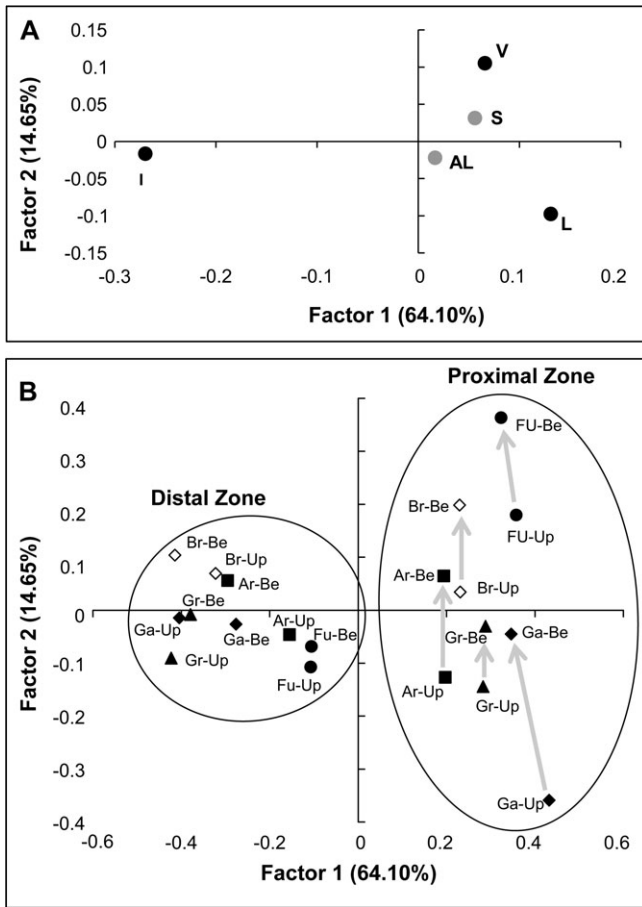 A
Factor 2 (14.65%)
0.15
0.1
0.05
0
-0.05
-0.1
-0.15
V
S
AL
I
L
-0.3
-0.2
-0.1
0
0.1
0.2
Factor 1 (64.10%)
B
Proximal Zone
Distal Zone
Factor 2 (14.65%)
0.4
0.3
0.2
0.1
0
-0.1
-0.2
-0.3
-0.4
FU-Be
FU-Up
Br-Be
Br-Up
Ar-Be
Br-Be
Br-Up
Ar-Be
Gr-Be
Ar-Up
Ga-Up
Ga-Be
Fu-Be
Gr-Up
Fu-Up
Gr-Be
Ga-Be
Ar-Up
Gr-Up
Ga-Up
-0.6
-0.4
-0.2
0
0.2
0.4
0.6
Factor 1 (64.10%)